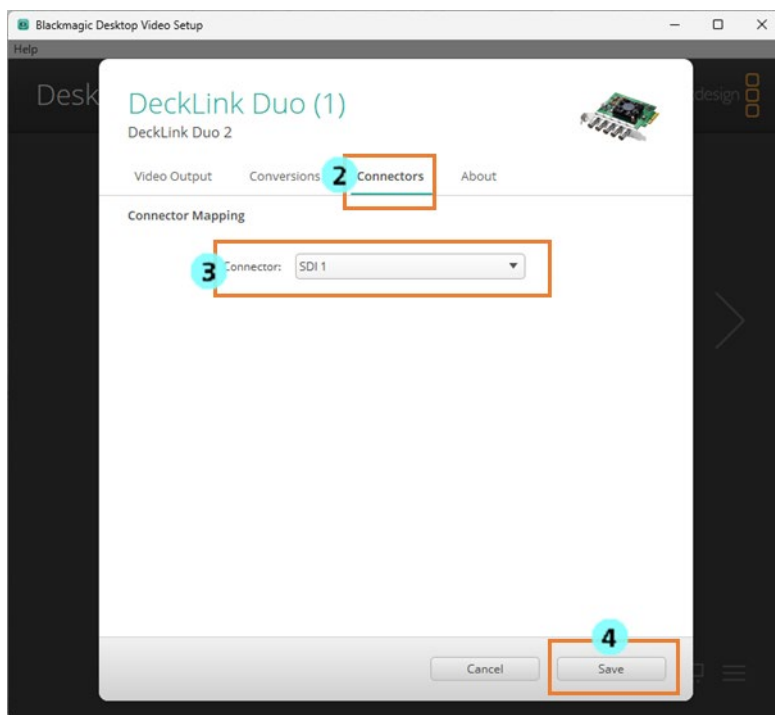 Blackmagic Desktop Video Setup
Help
Desk
design
DeckLink Duo (1)
DeckLink Duo 2
Video Output Conversions 2 Connectors About
Connector Mapping
3 Connector: SDI 1
4
Cancel Save